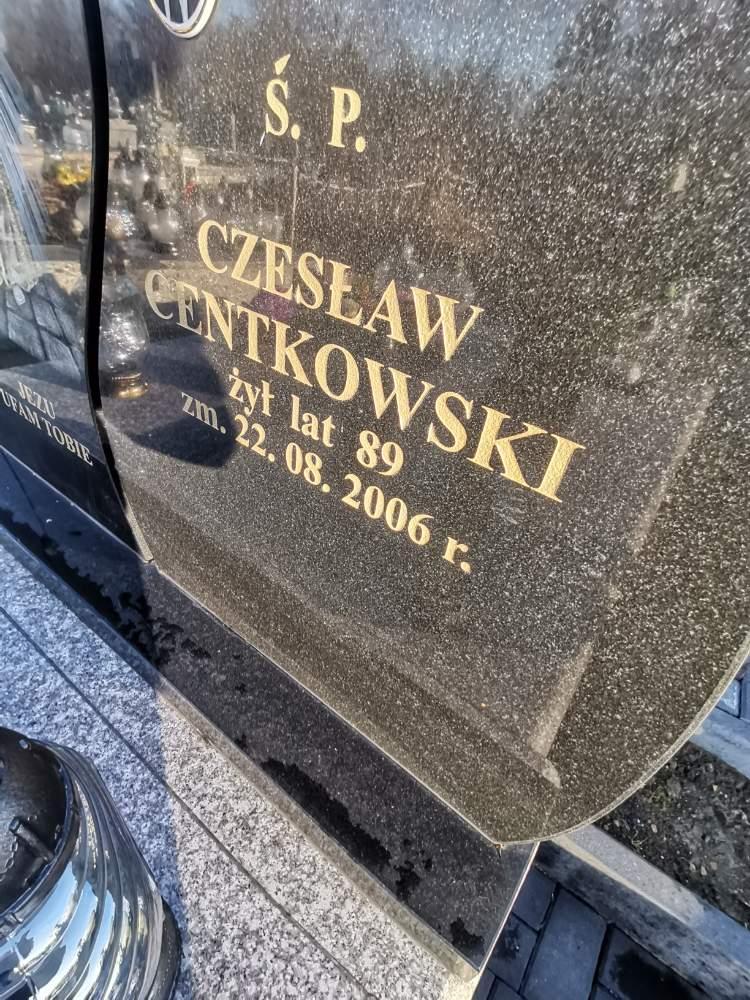 Ś. P.
CZESŁAW
CENTKOWSKI
żył lat 89
zm. 22. 08. 2006 r.
JEZU
UFAM TOBIE